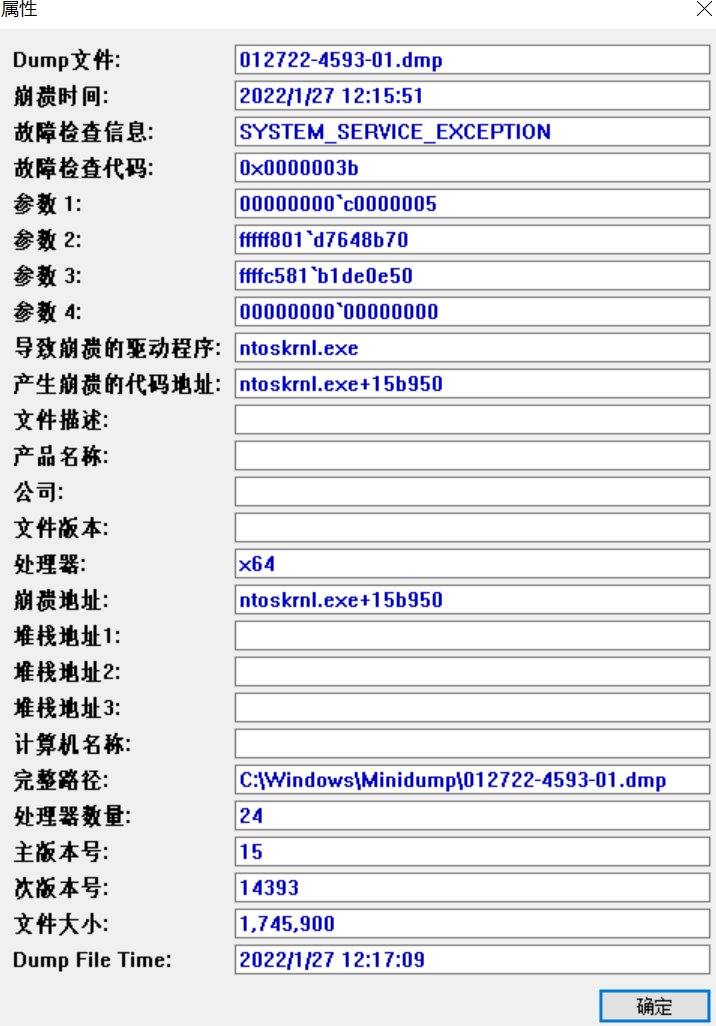 属性
Dump文件: 012722-4593-01.dmp
崩溃时间: 2022/1/27 12:15:51
故障检查信息: SYSTEM_SERVICE_EXCEPTION
故障检查代码: 0x0000003b
参数 1: 00000000`c0000005
参数 2: fffff801`d7648b70
参数 3: ffffc581`b1de0e50
参数 4: 00000000`00000000
导致崩溃的驱动程序: ntoskrnl.exe
产生崩溃的代码地址: ntoskrnl.exe+15b950
文件描述:
产品名称:
公司:
文件版本:
处理器: x64
崩溃地址: ntoskrnl.exe+15b950
堆栈地址1:
堆栈地址2:
堆栈地址3:
计算机名称:
完整路径: C:\Windows\Minidump\012722-4593-01.dmp
处理器数量: 24
主版本号: 15
次版本号: 14393
文件大小: 1,745,900
Dump File Time: 2022/1/27 12:17:09
确定